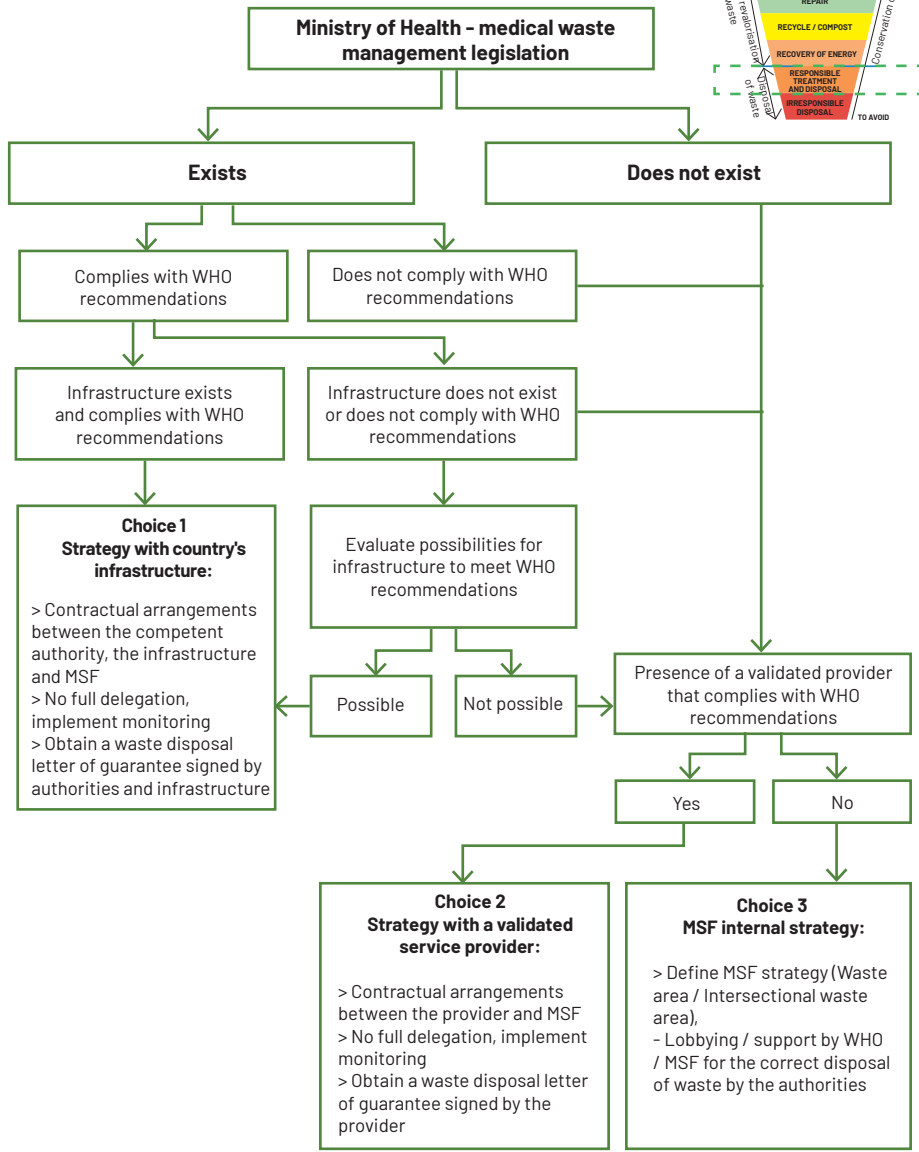 Ministry of Health - medical waste
management legislation
REPAIR
RECYCLE / COMPOST
RECOVERY OF ENERGY
RESPONSIBLE
TREATMENT
AND DISPOSAL
IRRESPONSIBLE
DISPOSAL
TO AVOID
revalorisation
waste
Disposal
of waste
Conservation
Exists
Does not exist
Complies with WHO
recommendations
Does not comply with WHO
recommendations
Infrastructure exists
and complies with WHO
recommendations
Infrastructure does not exist
or does not comply with WHO
recommendations
Choice 1
Strategy with country's
infrastructure:
> Contractual arrangements
between the competent
authority, the infrastructure
and MSF
> No full delegation,
implement monitoring
> Obtain a waste disposal
letter of guarantee signed by
authorities and infrastructure
Evaluate possibilities for
infrastructure to meet WHO
recommendations
Possible
Not possible
Presence of a validated provider
that complies with WHO
recommendations
Yes
No
Choice 2
Strategy with a validated
service provider:
> Contractual arrangements
between the provider and MSF
> No full delegation, implement
monitoring
> Obtain a waste disposal letter
of guarantee signed by the
provider
Choice 3
MSF internal strategy:
> Define MSF strategy (Waste
area / Intersectional waste
area),
- Lobbying / support by WHO
/ MSF for the correct disposal
of waste by the authorities